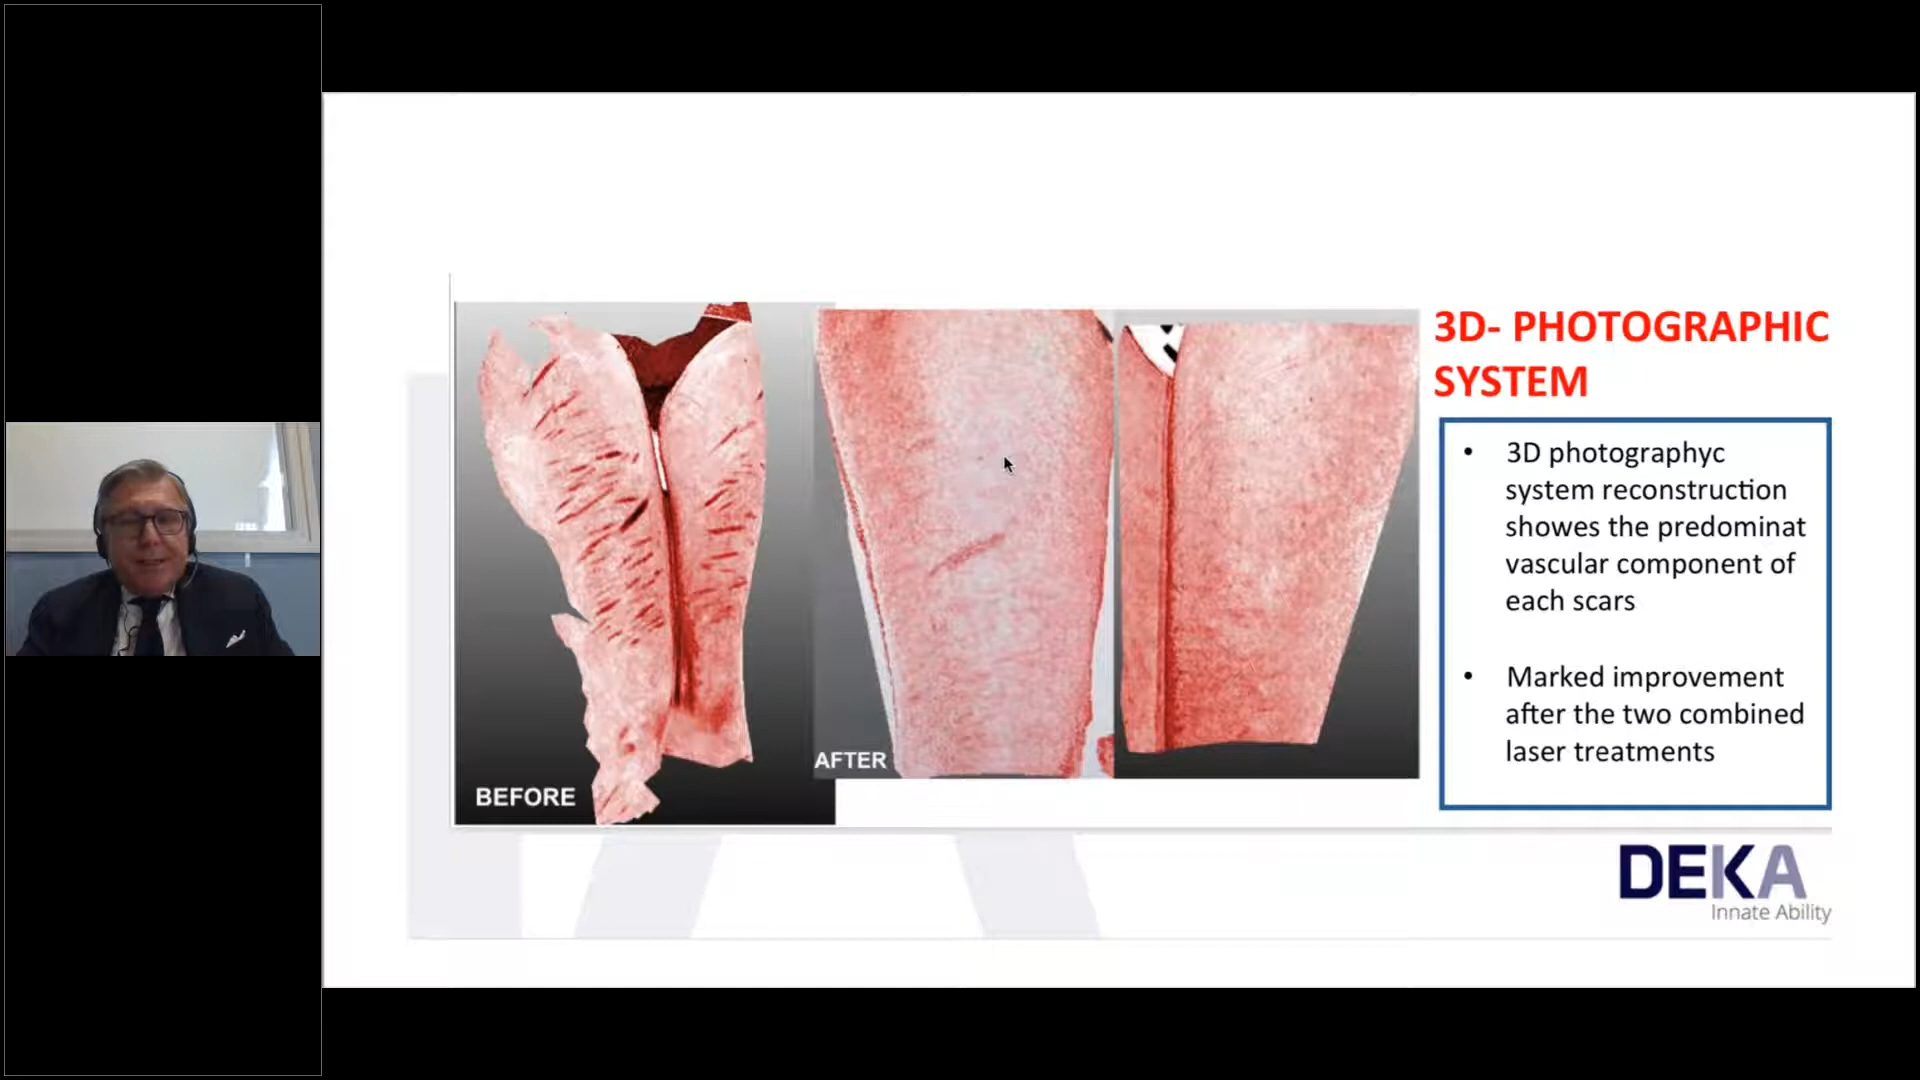 3D- PHOTOGRAPHIC
SYSTEM
• 3D photographyc
system reconstruction
showes the predominat
vascular component of
each scars
• Marked improvement
after the two combined
laser treatments
BEFORE
AFTER
DEKA
Innate Ability